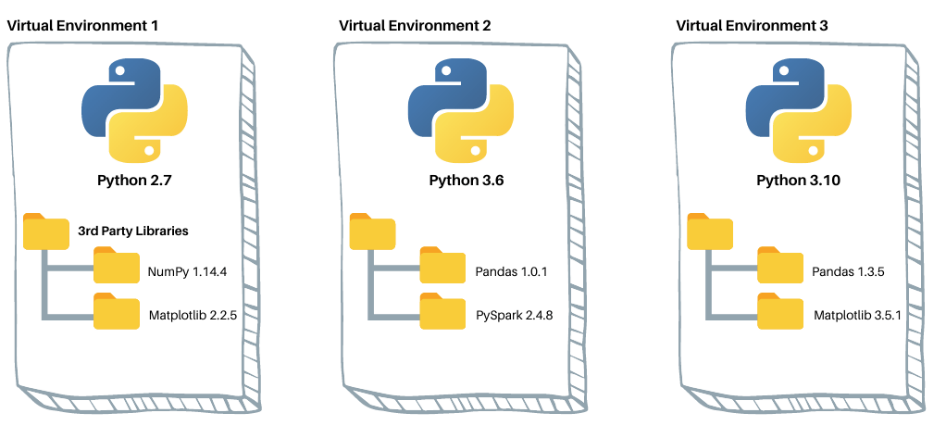 Virtual Environment 1
Python 2.7
3rd Party Libraries
NumPy 1.14.4
Matplotlib 2.2.5
Virtual Environment 2
Python 3.6
Pandas 1.0.1
PySpark 2.4.8
Virtual Environment 3
Python 3.10
Pandas 1.3.5
Matplotlib 3.5.1